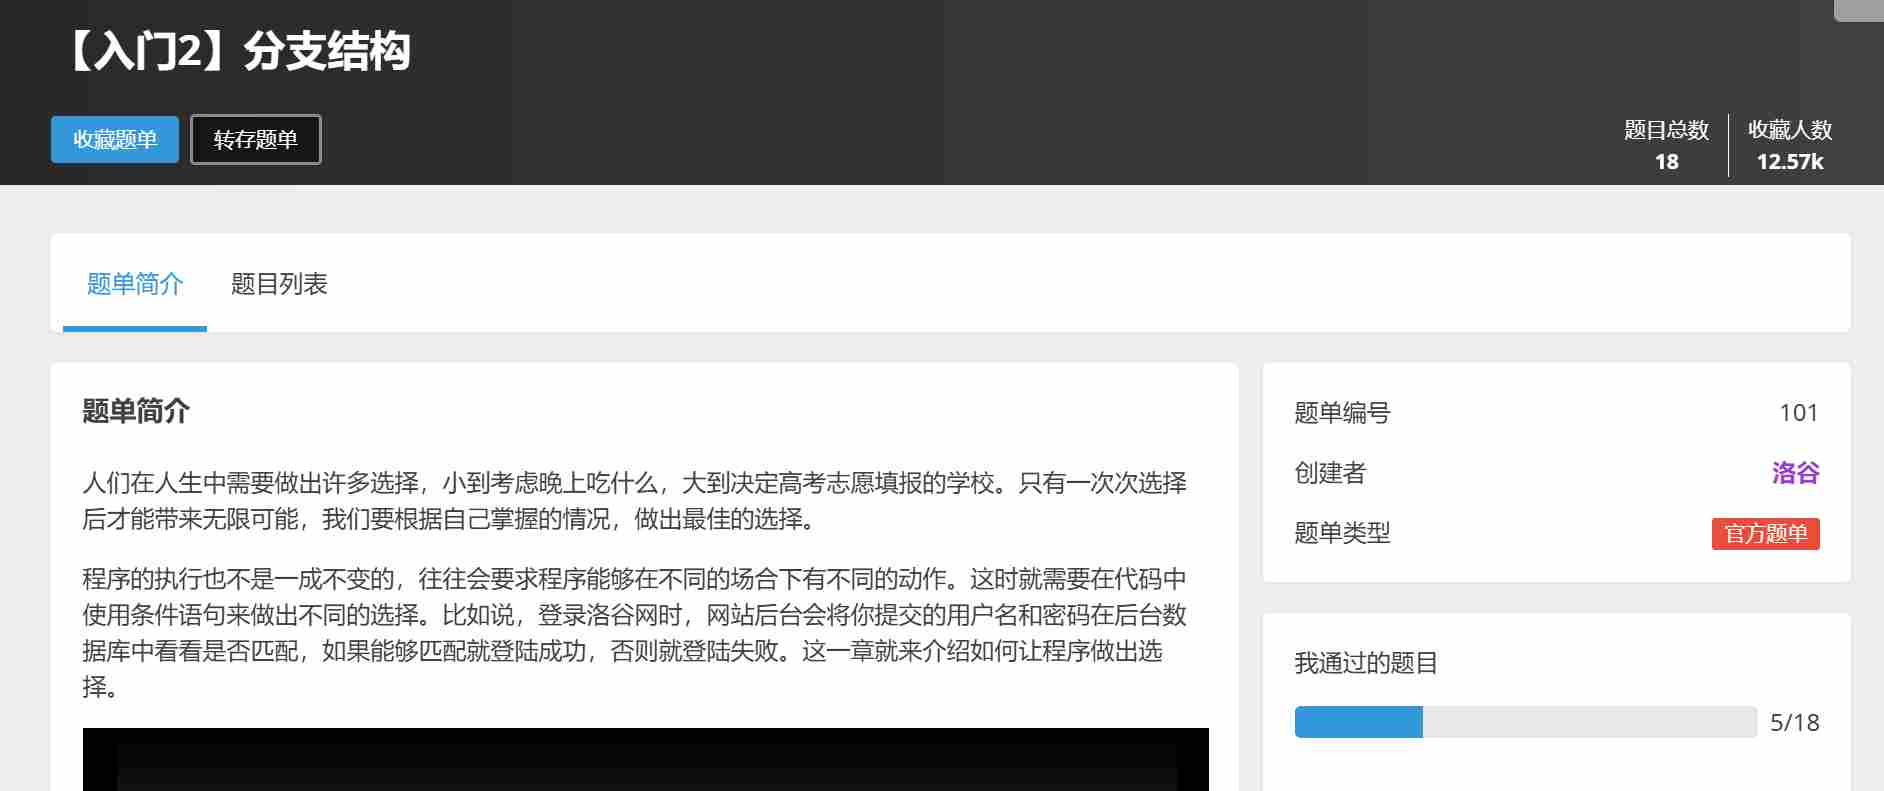 【入门2】分支结构
收藏题单 转存题单
题目总数 收藏人数
18 12.57k
题单简介 题目列表
题单简介
人们在人生中需要做出许多选择，小到考虑晚上吃什么，大到决定高考志愿填报的学校。只有一次次选择
后才能带来无限可能，我们要根据自己掌握的情况，做出最佳的选择。
程序的执行也不是一成不变的，往往会要求程序能够在不同的场合下有不同的动作。这时就需要在代码中
使用条件语句来做出不同的选择。比如说，登录洛谷网时，网站后台会将你提交的用户名和密码在后台数
据库中看看是否匹配，如果能够匹配就登陆成功，否则就登陆失败。这一章就来介绍如何让程序做出选
择。
题单编号 101
创建者 洛谷
题单类型 官方题单
我通过的题目
5/18